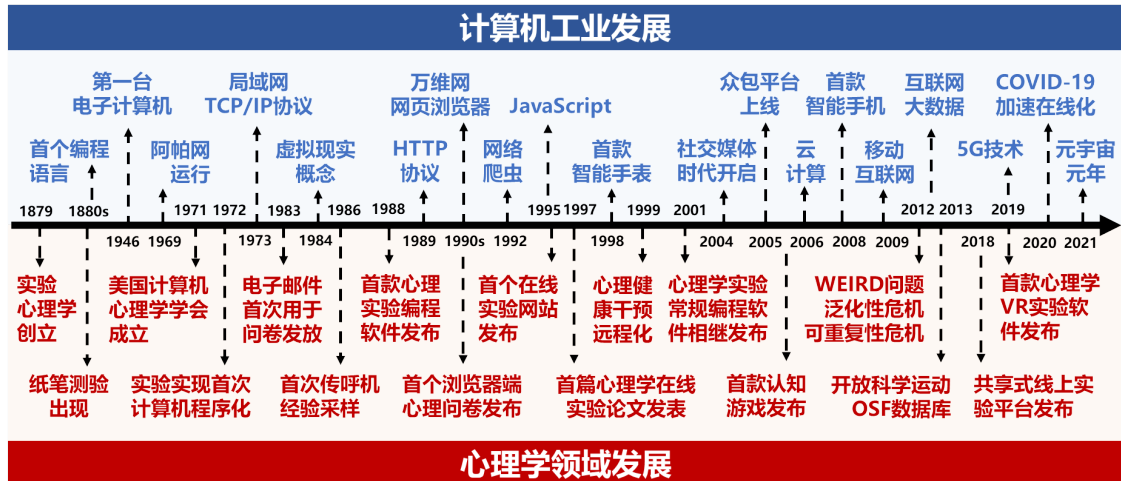 计算机工业发展
第一台
电子计算机
局域网
TCP/IP协议
万维网
网页浏览器
JavaScript
众包平台
上线
首款
智能手机
互联网
大数据
COVID-19
加速在线化
首个编程
语言
阿帕网
运行
虚拟现实
概念
HTTP
协议
网络
爬虫
首款
智能手表
社交媒体
时代开启
云
计算
移动
互联网
5G技术
元宇宙
元年
1879
1880s
1971
1972
1983
1986
1988
1995
1997
1999
2001
2012
2013
2019
1946
1969
1973
1984
1989
1990s
1992
1998
2004
2005
2006
2008
2009
2018
2020
2021
实验
心理学
创立
美国计算机
心理学学会
成立
电子邮件
首次用于
问卷发放
首款心理
实验编程
软件发布
首个在线
实验网站
发布
心理健
康干预
远程化
心理学实验
常规编程软
件相继发布
WEIRD问题
泛化性危机
可重复性危机
首款心理学
VR实验软
件发布
纸笔测验
出现
实验实现首次
计算机程序化
首次传呼机
经验采样
首个浏览器端
心理问卷发布
首篇心理学在线
实验论文发表
首款认知
游戏发布
开放科学运动
OSF数据库
共享式线上实
验平台发布
心理学领域发展